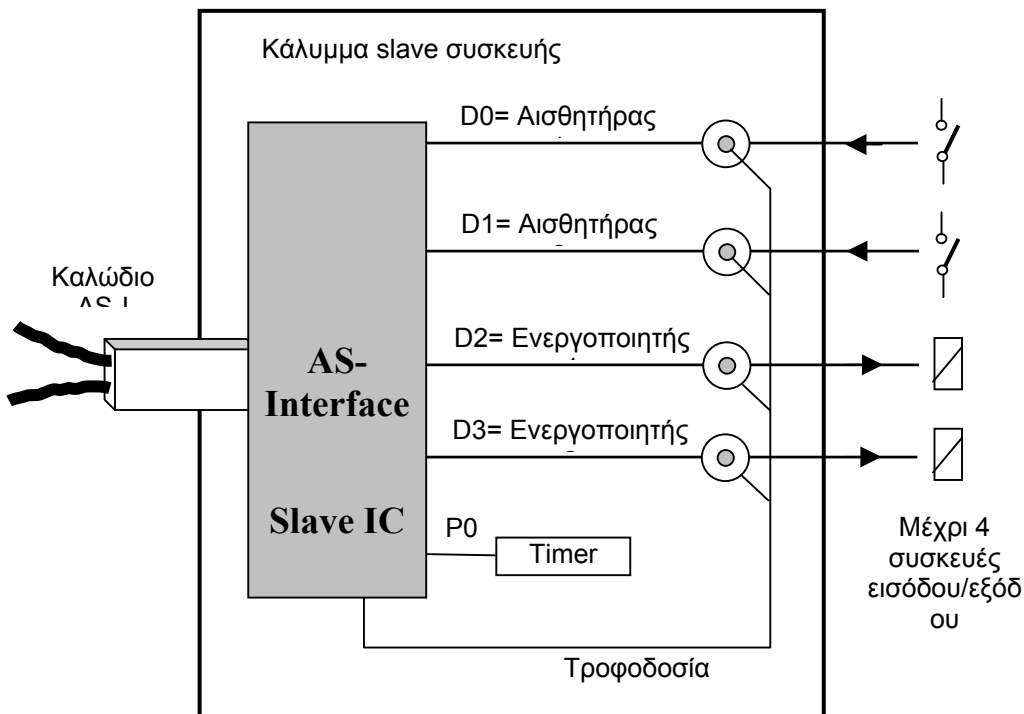 Κάλυμμα slave συσκευής
D0= Αισθητήρας
D1= Αισθητήρας
Καλώδιο
D2= Ενεργοποιητής
AS-
Interface
D3= Ενεργοποιητής
Slave IC
P0
Timer
Μέχρι 4
συσκευές
εισόδου/εξόδ
ου
Τροφοδοσία